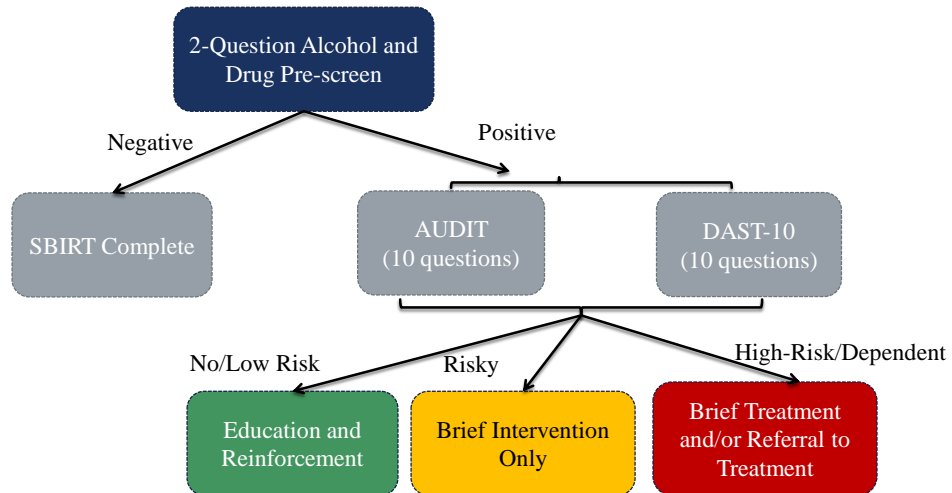 2-Question Alcohol and
Drug Pre-screen
Negative
Positive
SBIRT Complete
AUDIT
(10 questions)
DAST-10
(10 questions)
No/Low Risk
Risky
High-Risk/Dependent
Education and
Reinforcement
Brief Intervention
Only
Brief Treatment
and/or Referral to
Treatment